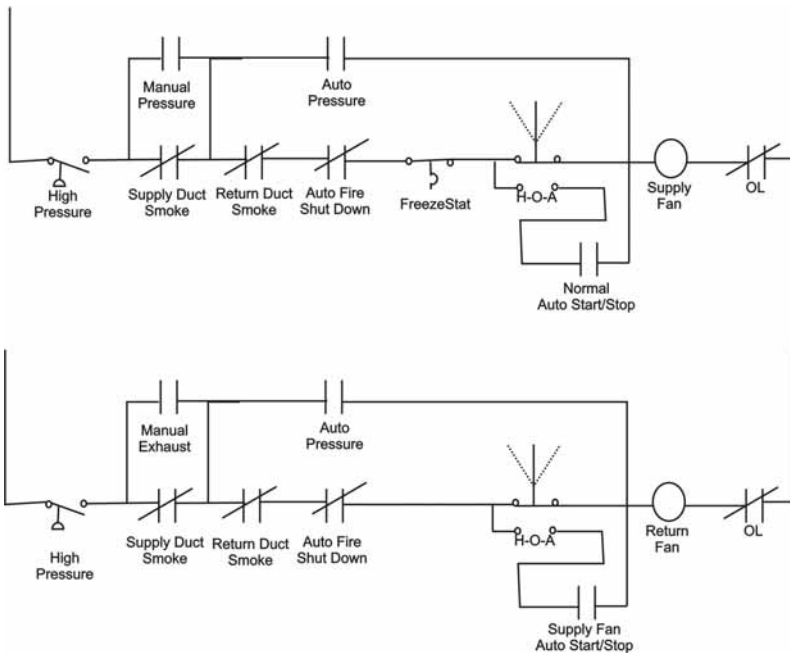 Manual
Pressure
Auto
Pressure
High
Pressure
Supply Duct
Smoke
Return Duct
Smoke
Auto Fire
Shut Down
FreezeStat
H-O-A
Supply
Fan
OL
Normal
Auto Start/Stop
Manual
Exhaust
Auto
Pressure
High
Pressure
Supply Duct
Smoke
Return Duct
Smoke
Auto Fire
Shut Down
H-O-A
Return
Fan
OL
Supply Fan
Auto Start/Stop